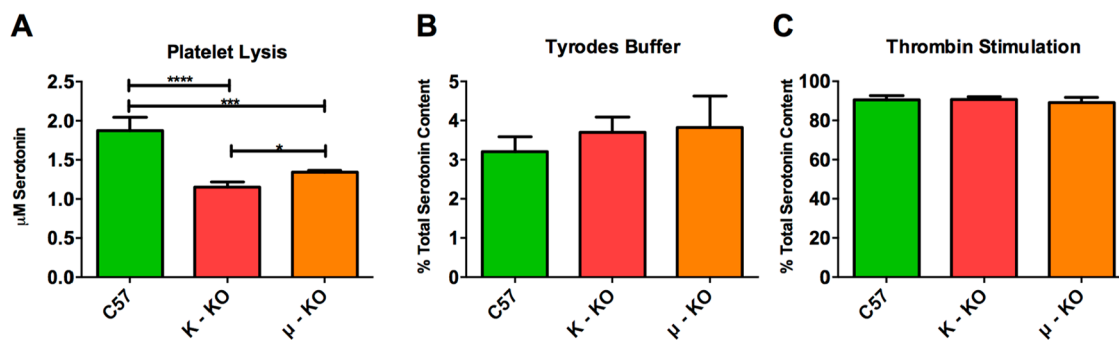 A
Platelet Lysis
µM Serotonin
2.5
2.0
1.5
1.0
0.5
0.0
****
***
*
C57
K - KO
µ - KO
B
Tyrodes Buffer
% Total Serotonin Content
5
4
3
2
1
0
C57
K - KO
µ - KO
C
Thrombin Stimulation
% Total Serotonin Content
100
80
60
40
20
0
C57
K - KO
µ - KO